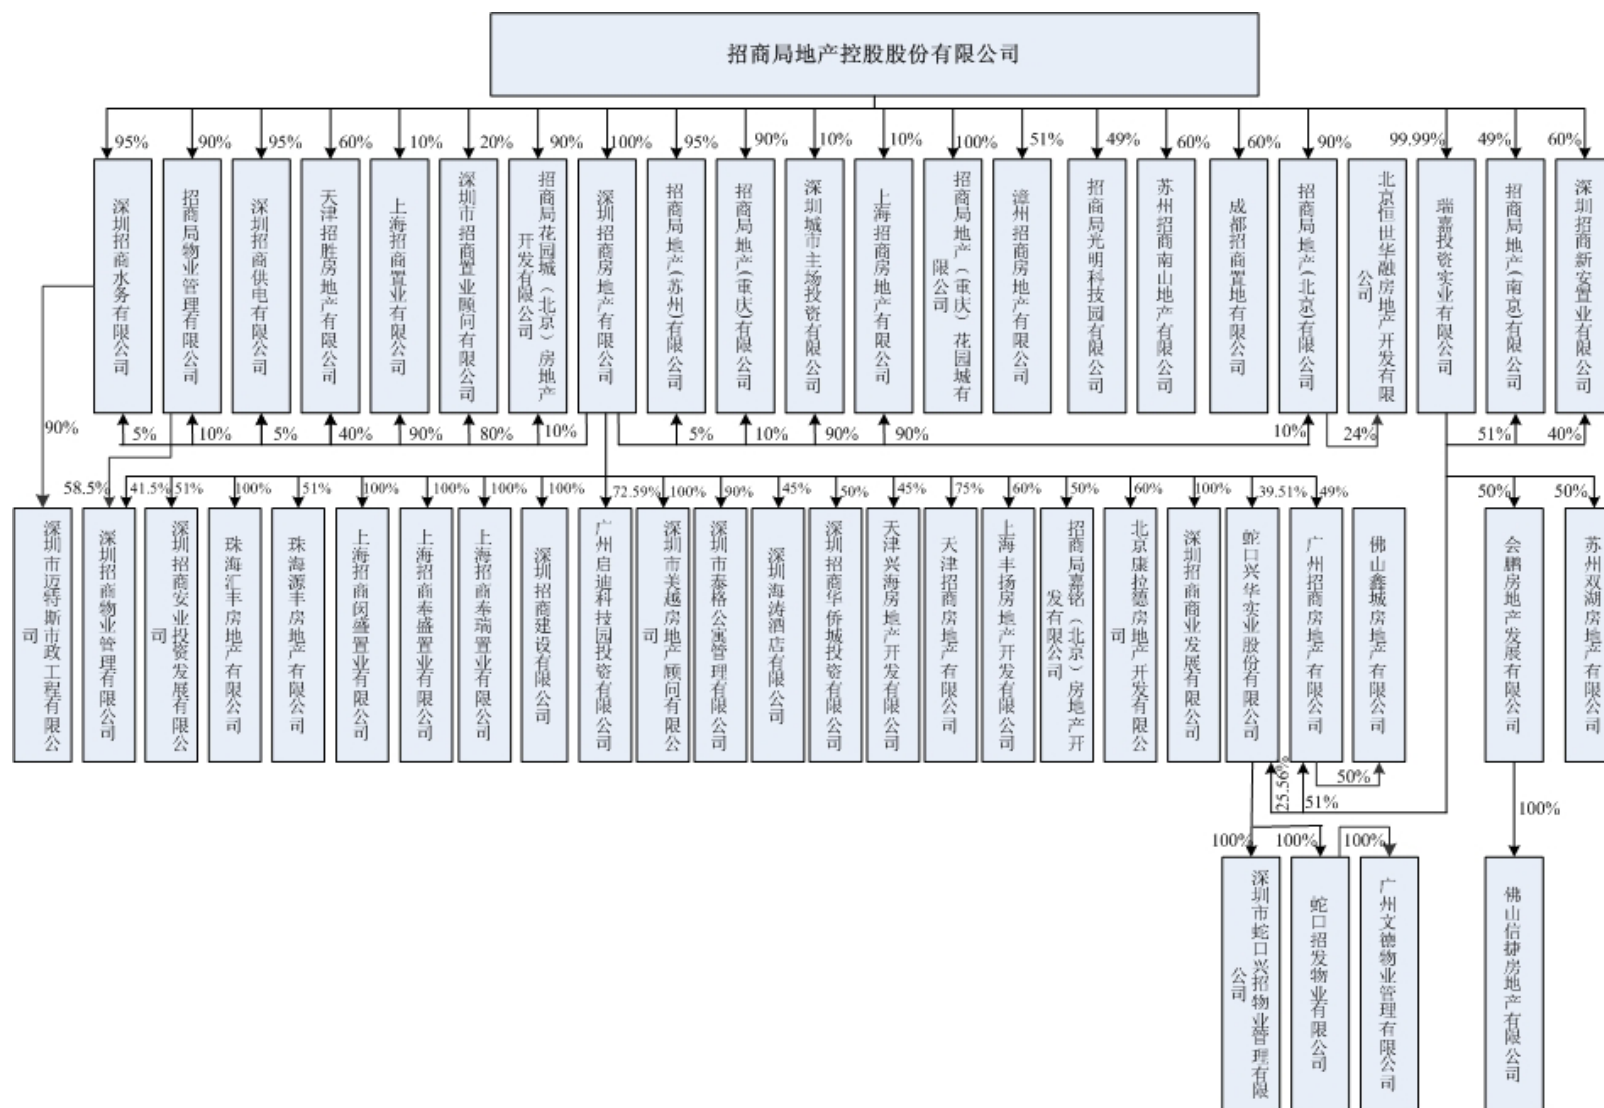 招商局地产控股股份有限公司
95%
90%
95%
60%
10%
20%
90%
100%
95%
90%
10%
10%
100%
51%
49%
60%
60%
90%
99.99%
49%
60%
深圳招商水务有限公司
招商局物业管理有限公司
深圳招商供电有限公司
天津招胜房地产有限公司
上海招商置业有限公司
深圳市招商置业顾问有限公司
招商局花园城（北京）房地产
开发有限公司
深圳招商房地产有限公司
招商局地产(苏州)有限公司
招商局地产(重庆)有限公司
深圳城市主场投资有限公司
上海招商房地产有限公司
招商局地产（重庆）花园城有
限公司
漳州招商房地产有限公司
招商局光明科技园有限公司
苏州招商南山地产有限公司
成都招商置地有限公司
招商局地产(北京)有限公司
北京恒世华融房地产开发有限
公司
瑞嘉投资实业有限公司
招商局地产(南京)有限公司
深圳招商新安置业有限公司
90%
5%
10%
5%
40%
90%
80%
10%
5%
10%
90%
90%
10%
24%
51%
40%
58.5%
41.5%
51%
100%
51%
100%
100%
100%
100%
72.59%
100%
90%
45%
50%
45%
75%
60%
50%
60%
100%
39.51%
49%
50%
50%
深圳市迈特斯市政工程有限公
司
深圳招商物业管理有限公司
深圳招商安业投资发展有限公
司
珠海汇丰房地产有限公司
珠海源丰房地产有限公司
上海招商闵盛置业有限公司
上海招商奉盛置业有限公司
上海招商奉瑞置业有限公司
深圳招商建设有限公司
广州启迪科技园投资有限公司
深圳市美越房地产顾问有限公
司
深圳市泰格公寓管理有限公司
深圳海涛酒店有限公司
深圳招商华侨城投资有限公司
天津兴海房地产开发有限公司
天津招商房地产有限公司
上海丰扬房地产开发有限公司
招商局嘉铭（北京）房地产开
发有限公司
北京康拉德房地产开发有限公
司
深圳招商商业发展有限公司
蛇口兴华实业股份有限公司
广州招商房地产有限公司
佛山鑫城房地产有限公司
会鹏房地产发展有限公司
苏州双湖房地产有限公司
25.56%
51%
50%
100%
100%
100%
100%
深圳市蛇口兴招物业管理有限
公司
蛇口招发物业有限公司
广州文德物业管理有限公司
佛山信捷房地产有限公司